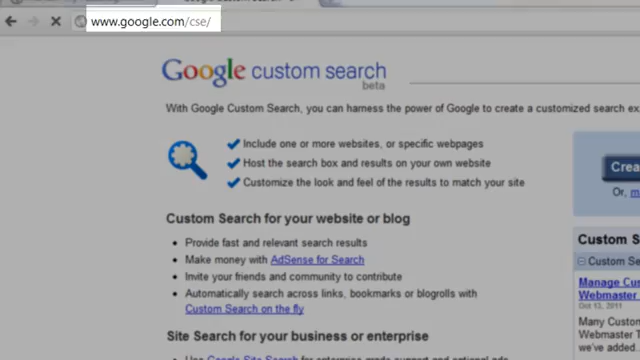 www.google.com/cse/
Google custom search
beta
With Google Custom Search, you can harness the power of Google to create a customized search
Include one or more websites, or specific webpages
Host the search box and results on your own website
Customize the look and feel of the results to match your site
Crea
Or,
Custom Search for your website or blog
Provide fast and relevant search results
Make money with AdSense for Search
Invite your friends and community to contribute
Automatically search across links, bookmarks or blogrolls with
Custom Search on the fly
Site Search for your business or enterprise
Custom S
Custom Sear
Manage Cus
Webmaster
Oct 13, 2011
Many Custom
Webmaster T
we've added